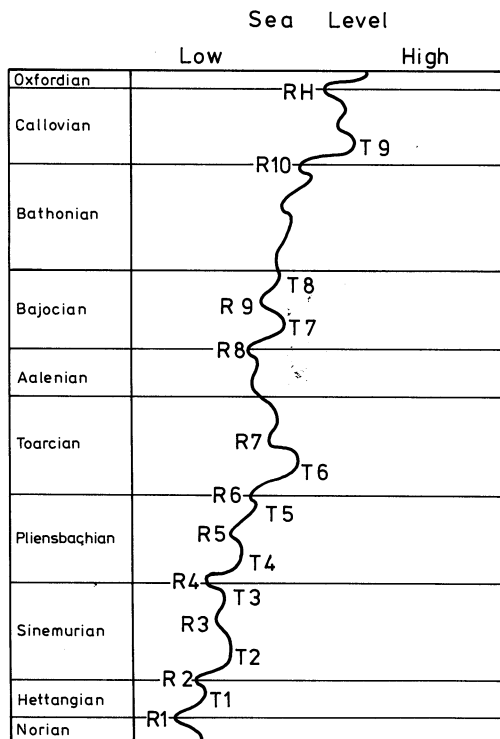 Sea Level
Low High
Oxfordian
RH
Callovian
T9
R10
Bathonian
T8
Bajocian
R9
T7
R8
Aalenian
Toarcian
R7
T6
R6
T5
Pliensbachian
R5
T4
R4
T3
Sinemurian
R3
T2
R2
Hettangian
T1
R1
Norian